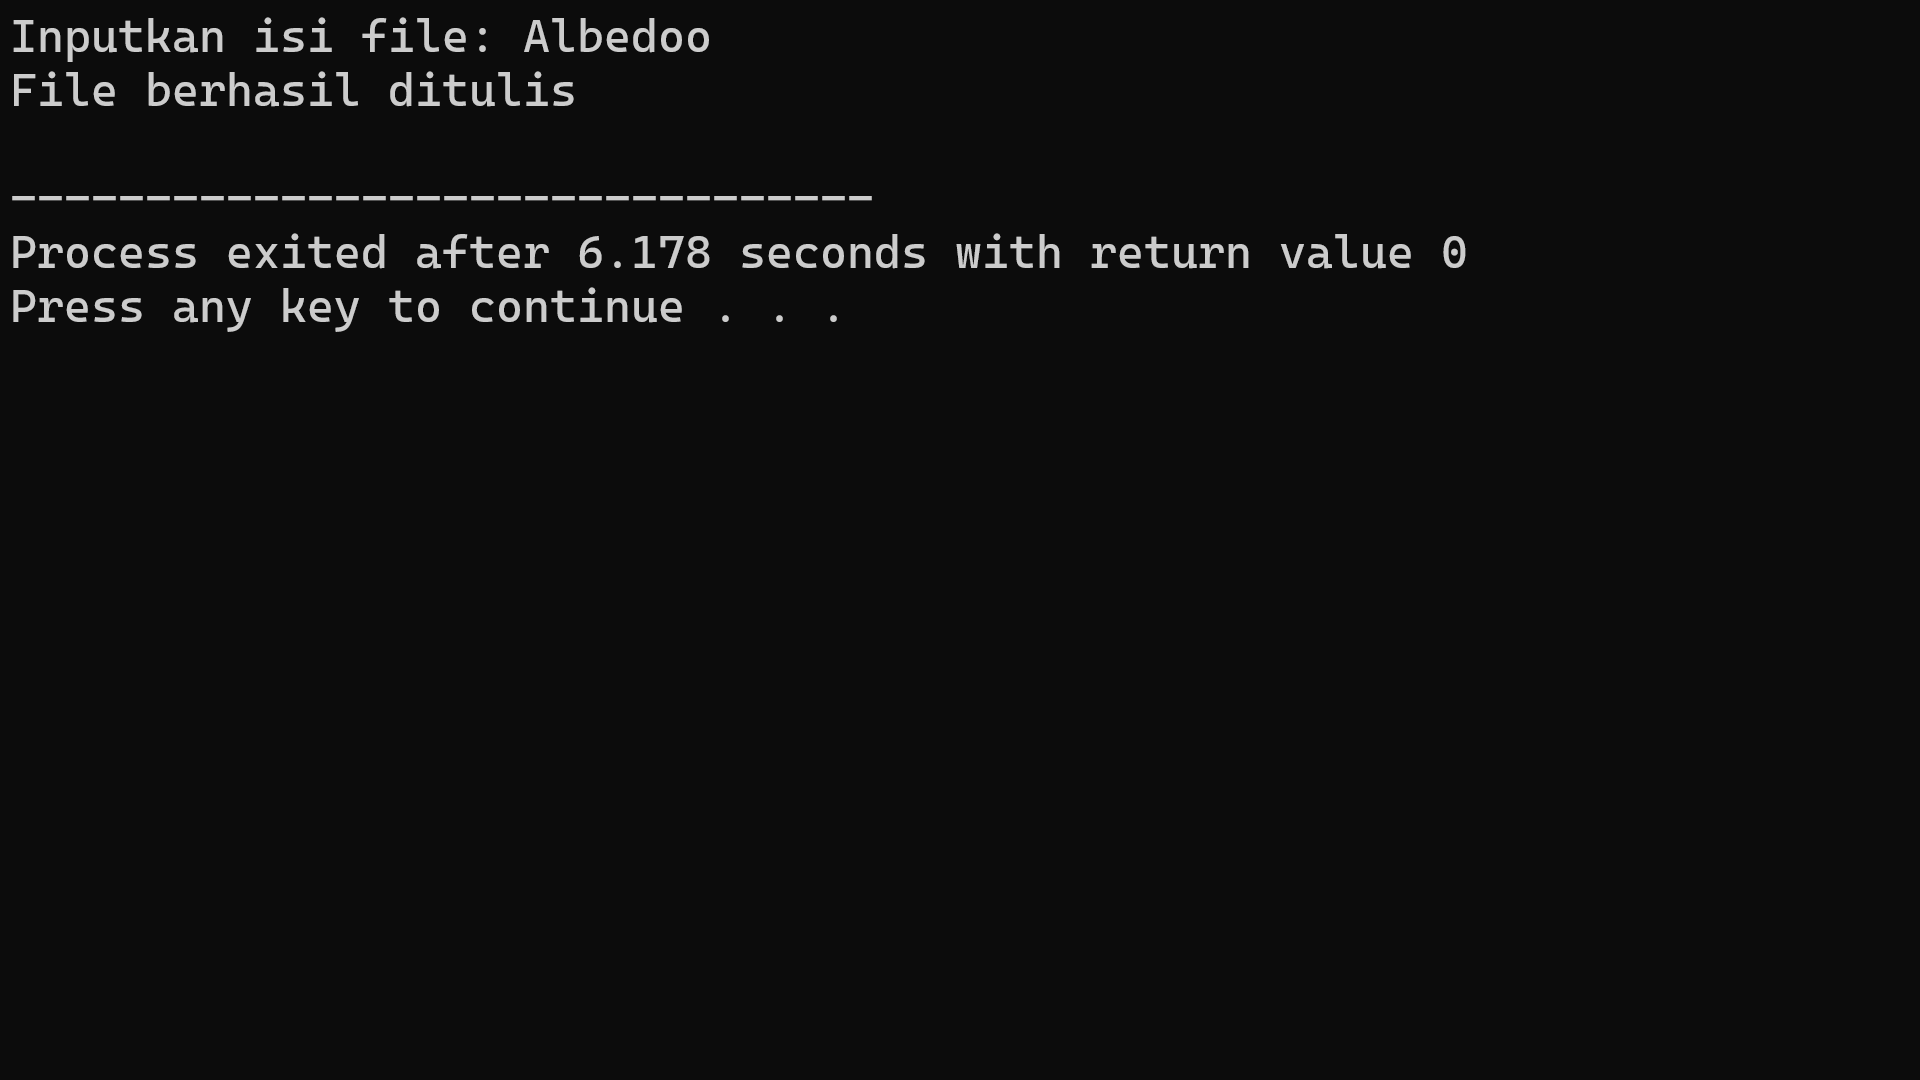 Inputkan isi file: Albedoo
File berhasil ditulis
--------------------------------
Process exited after 6.178 seconds with return value 0
Press any key to continue . . .